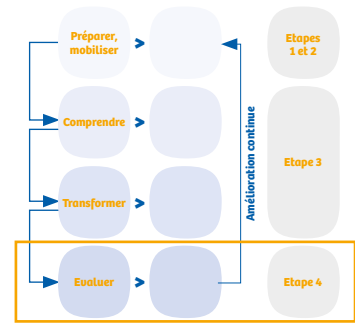 Préparer,
mobiliser
>
Etapes
1 et 2
Comprendre
>
Etape 3
Transformer
>
Amélioration continue
Evaluer
>
Etape 4